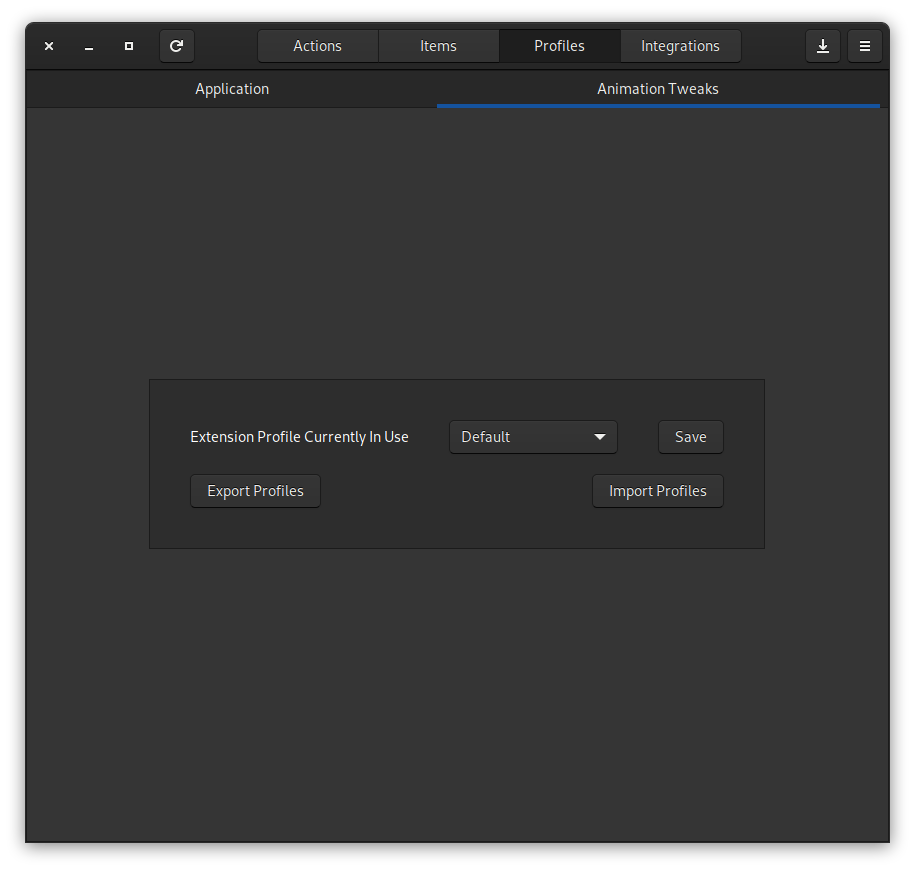 Actions Items Profiles Integrations
Application Animation Tweaks
Extension Profile Currently In Use Default Save
Export Profiles Import Profiles